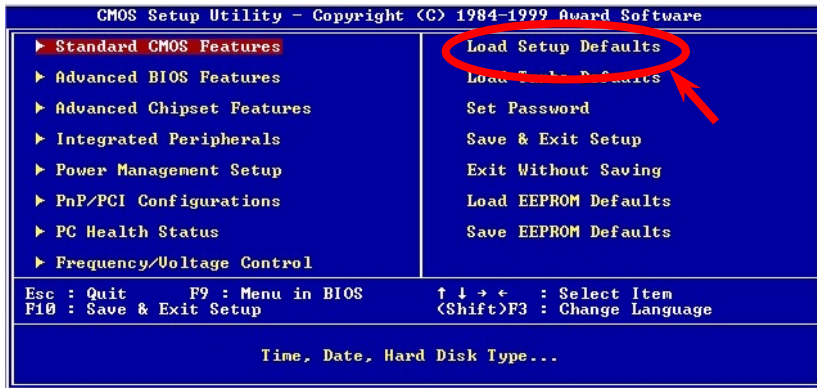 CMOS Setup Utility - Copyright (C) 1984-1999 Award Software
Standard CMOS Features
Advanced BIOS Features
Advanced Chipset Features
Integrated Peripherals
Power Management Setup
PnP/PCI Configurations
PC Health Status
Frequency/Voltage Control
Load Setup Defaults
Load Turbo Defaults
Set Password
Save & Exit Setup
Exit Without Saving
Load EEPROM Defaults
Save EEPROM Defaults
Esc : Quit F9 : Menu in BIOS ↑ ↓ → ← : Select Item
F10 : Save & Exit Setup (Shift)F3 : Change Language
Time, Date, Hard Disk Type...